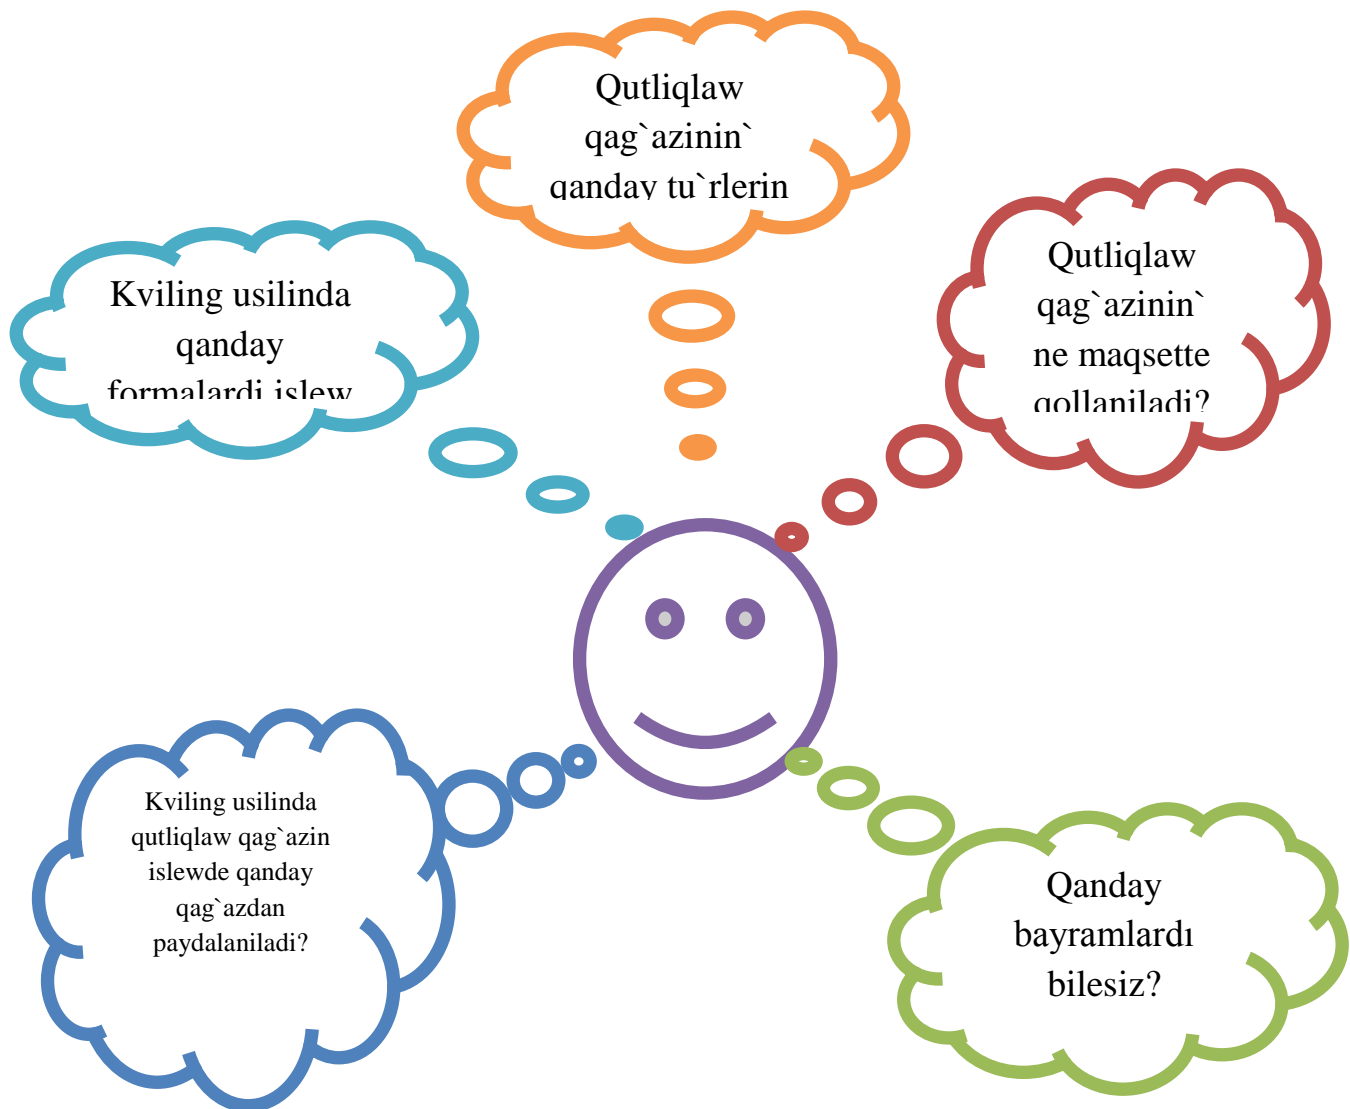 Qutliqlaw
qag`azinin`
qanday tu`rlerin
Kviling usilinda
qanday
formalardi islew
Qutliqlaw
qag`azinin`
ne maqsette
qollaniladi?
Kviling usilinda
qutliqlaw qag`azin
islewde qanday
qag`azdan
paydalaniladi?
Qanday
bayramlardı
bilesiz?